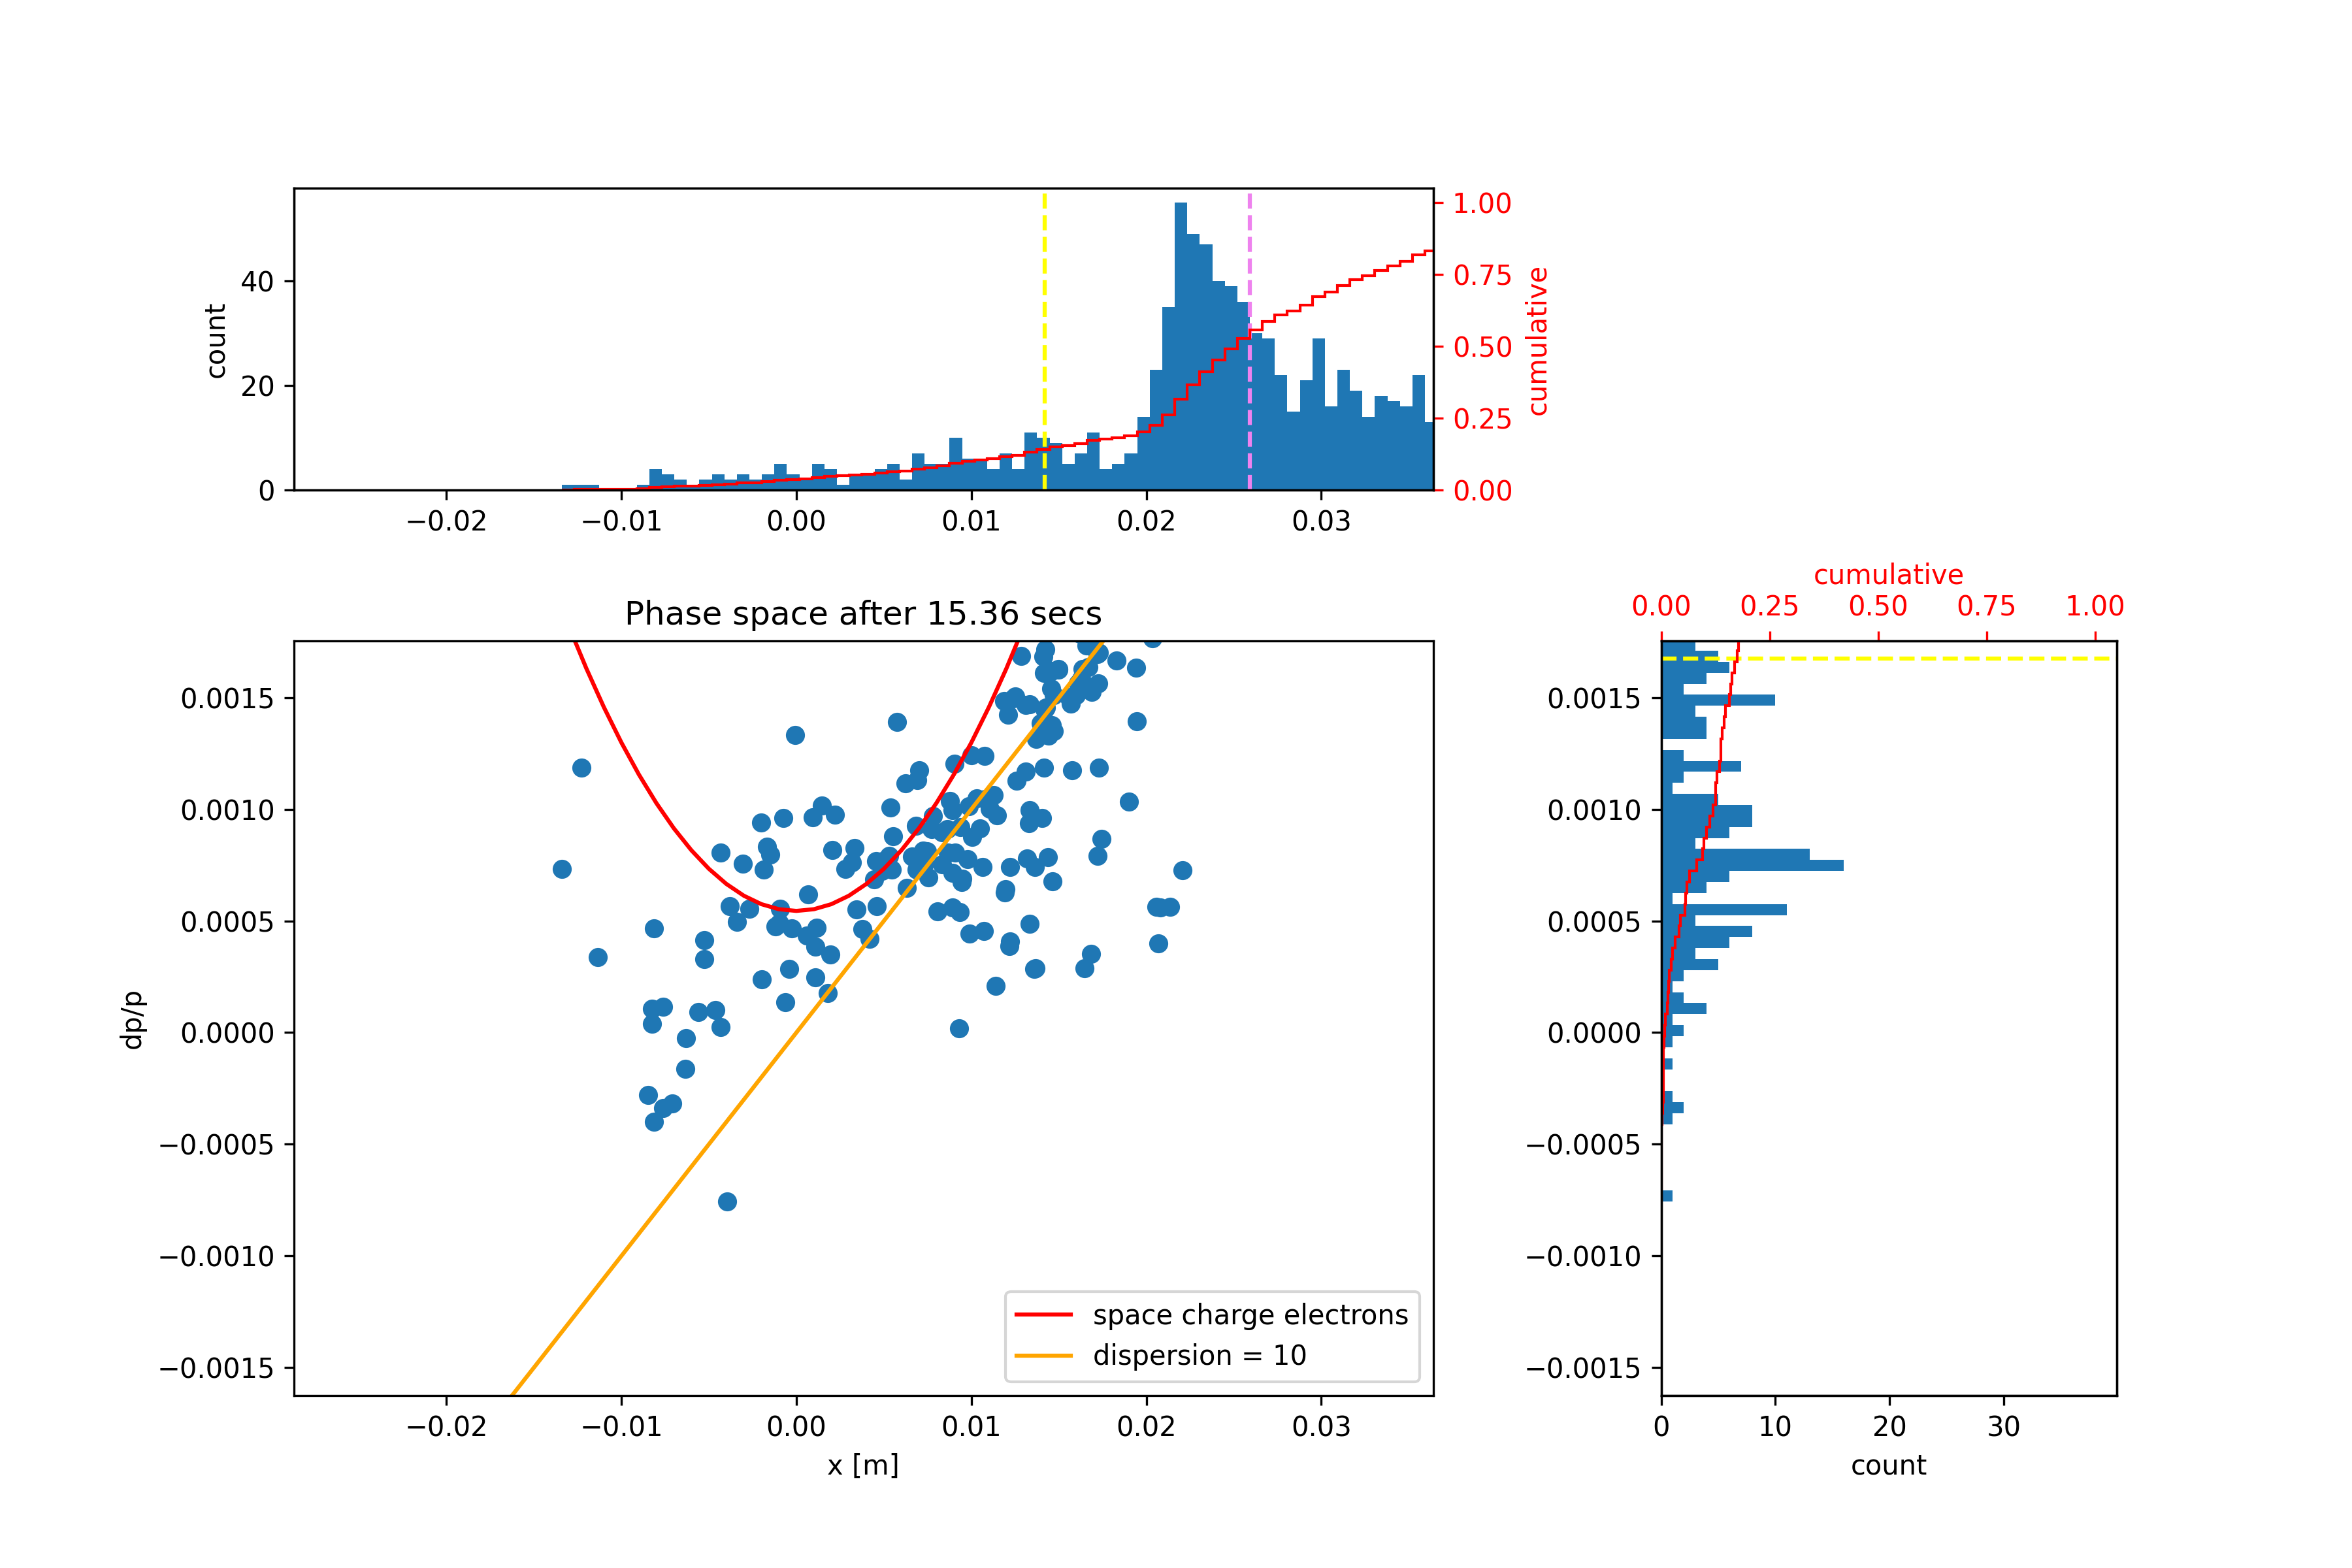 40
20
0
count
1.00
0.75
0.50
0.25
0.00
cumulative
−0.02 −0.01 0.00 0.01 0.02 0.03
Phase space after 15.36 secs
0.0015
0.0010
0.0005
0.0000
−0.0005
−0.0010
−0.0015
dp/p
space charge electrons
dispersion = 10
−0.02 −0.01 0.00 0.01 0.02 0.03
x [m]
cumulative
0.00 0.25 0.50 0.75 1.00
0.0015
0.0010
0.0005
0.0000
−0.0005
−0.0010
−0.0015
0 10 20 30
count